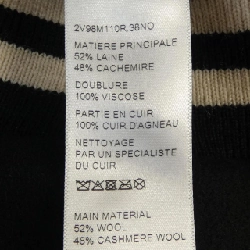 2V96M110R.38NO
MATIERE PRINCIPALE
52% LAINE
48% CACHEMIRE
DOUBLURE
100% VISCOSE
PARTIE EN CUIR
100% CUIR D'AGNEAU
NETTOYAGE
PAR UN SPECIALISTE
DU CUIR
MAIN MATERIAL
52% WOOL
48% CASHMERE WOOL